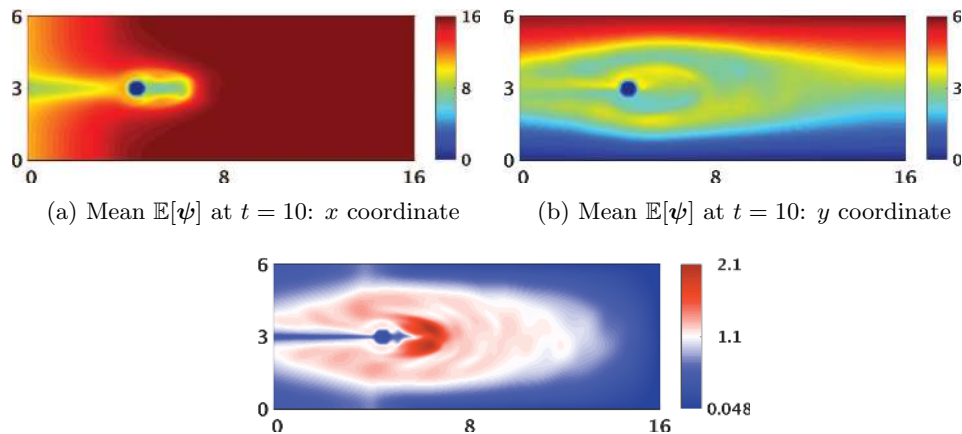 6 16 6 6
3 8 3 3
0 0 0 0
0 8 16 0 8 16
(a) Mean 𝔼[ψ] at t = 10: x coordinate (b) Mean 𝔼[ψ] at t = 10: y coordinate
6 2.1
3 1.1
0 0.048
0 8 16